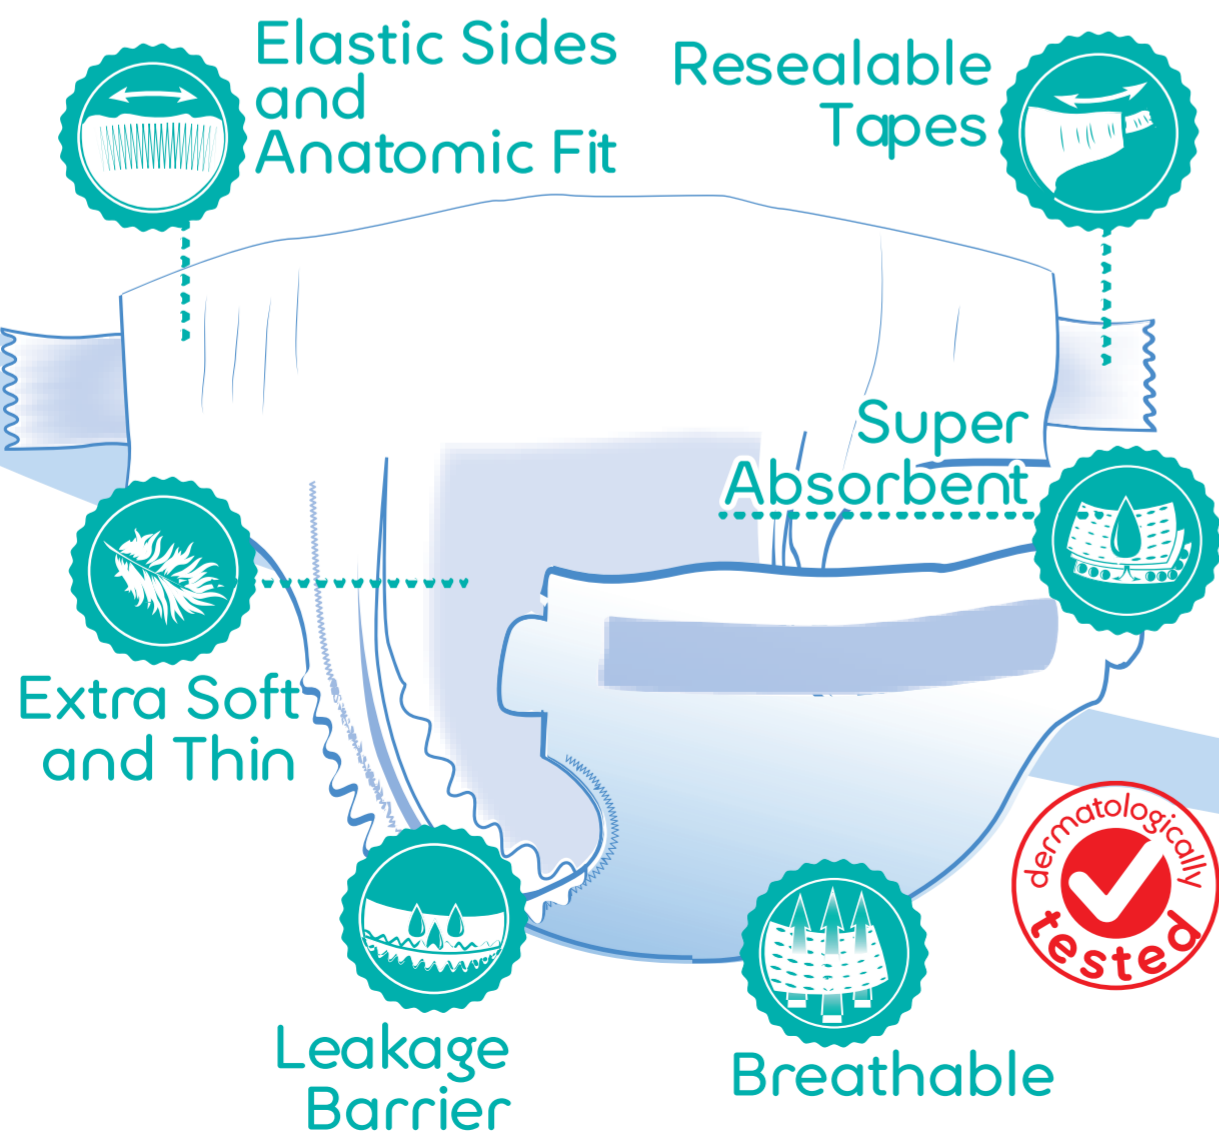 Elastic Sides
and
Anatomic Fit
Resealable
Tapes
Super
Absorbent
Extra Soft
and Thin
dermatologically
tested
Leakage
Barrier
Breathable